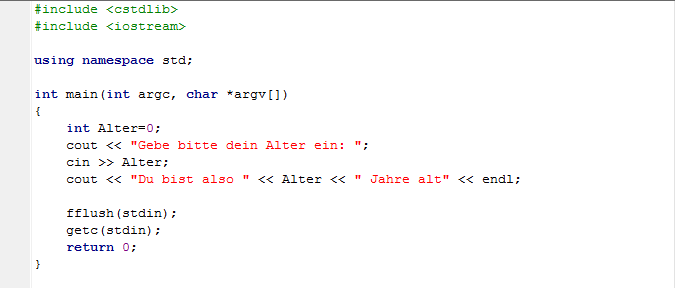 #include <cstdlib>
#include <iostream>
using namespace std;
int main(int argc, char *argv[])
{
int Alter=0;
cout << "Gebe bitte dein Alter ein: ";
cin >> Alter;
cout << "Du bist also " << Alter << " Jahre alt" << endl;
fflush(stdin);
getc(stdin);
return 0;
}